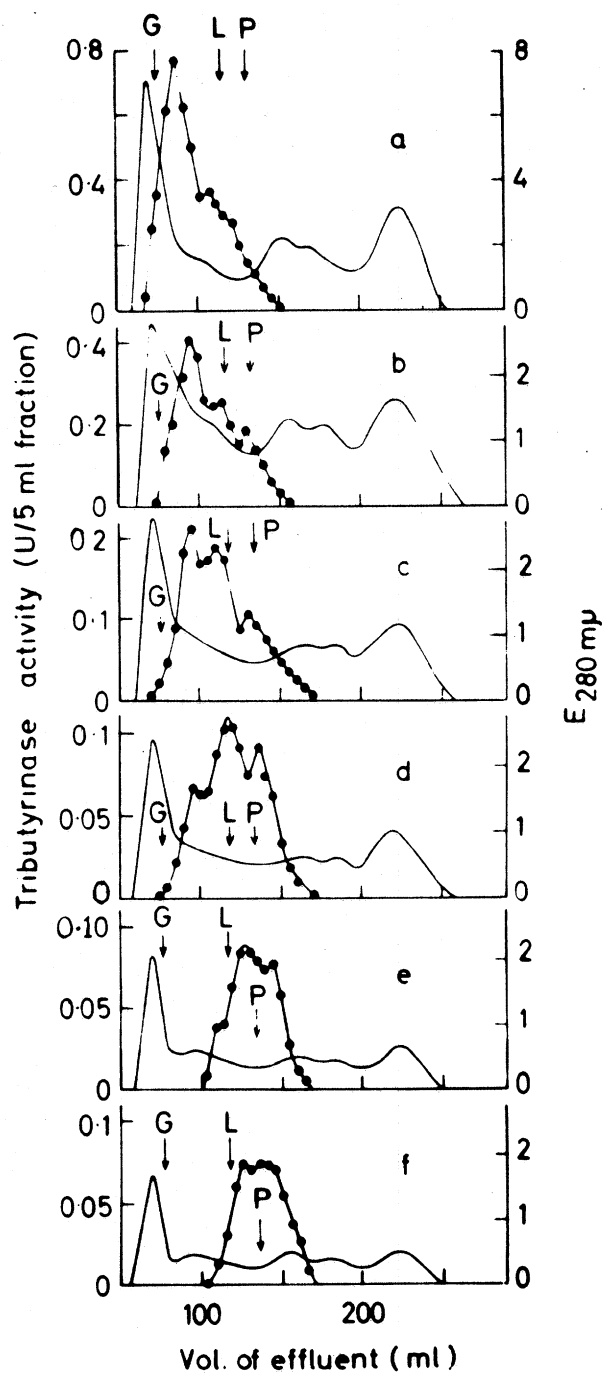 G L P
0·8 8
a
0·4 4
0 0
L P
0·4 b 2
G
0·2 1
0 0
0·2 L P c 2
G
0·1 1
0 0
0·1 d 2
G L P
0·05 1
0 0
G L
0·10 2
e
P
0·05 1
0 0
G L
0·1 f 2
P
0·05 1
0 0
100 200
Vol. of effluent (ml)
Tributyrinase activity (U/5 ml fraction)
E 280 mµ